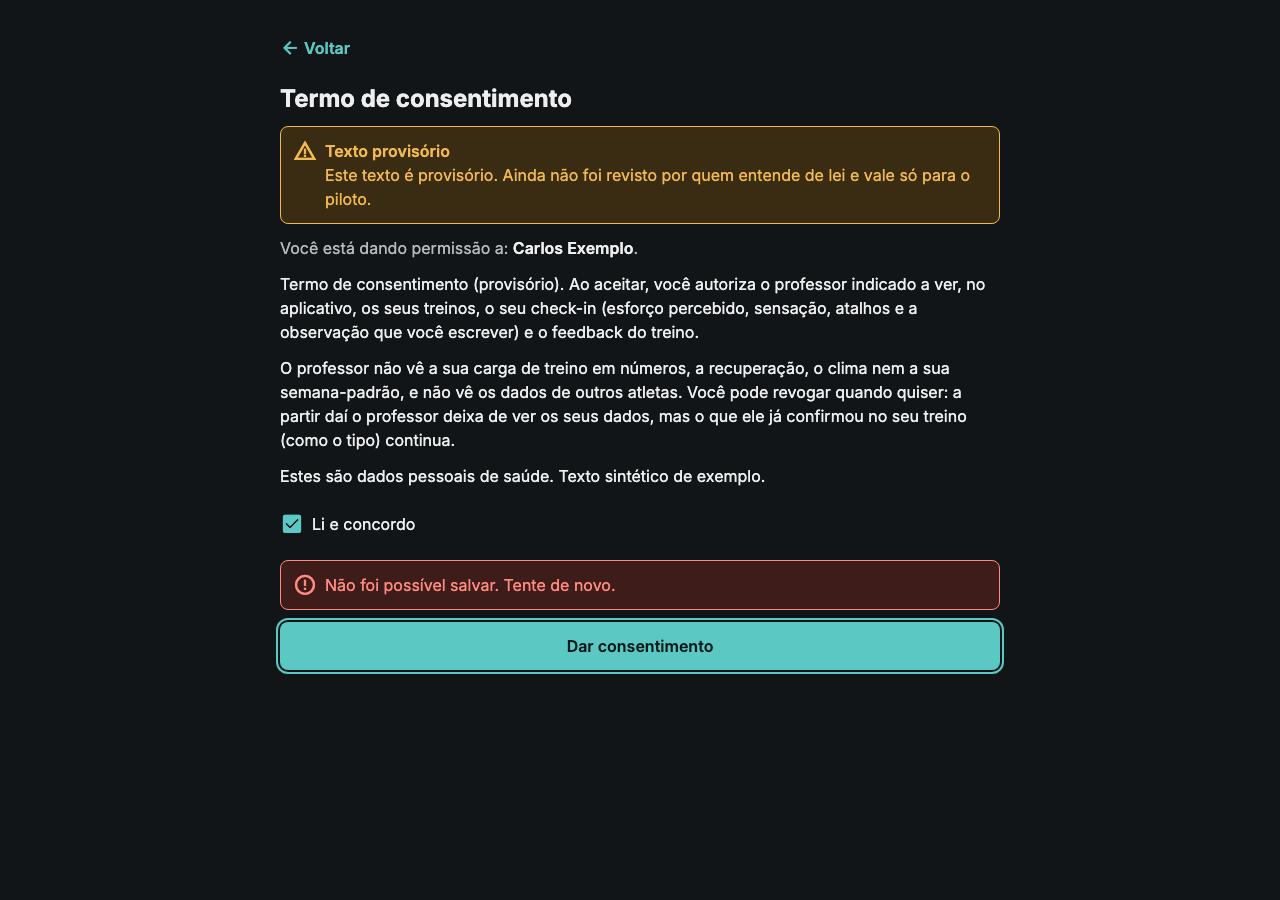 Voltar
Termo de consentimento
Texto provisório
Este texto é provisório. Ainda não foi revisto por quem entende de lei e vale só para o
piloto.
Você está dando permissão a: Carlos Exemplo.
Termo de consentimento (provisório). Ao aceitar, você autoriza o professor indicado a ver, no
aplicativo, os seus treinos, o seu check-in (esforço percebido, sensação, atalhos e a
observação que você escrever) e o feedback do treino.
O professor não vê a sua carga de treino em números, a recuperação, o clima nem a sua
semana-padrão, e não vê os dados de outros atletas. Você pode revogar quando quiser: a
partir daí o professor deixa de ver os seus dados, mas o que ele já confirmou no seu treino
(como o tipo) continua.
Estes são dados pessoais de saúde. Texto sintético de exemplo.
Li e concordo
Não foi possível salvar. Tente de novo.
Dar consentimento